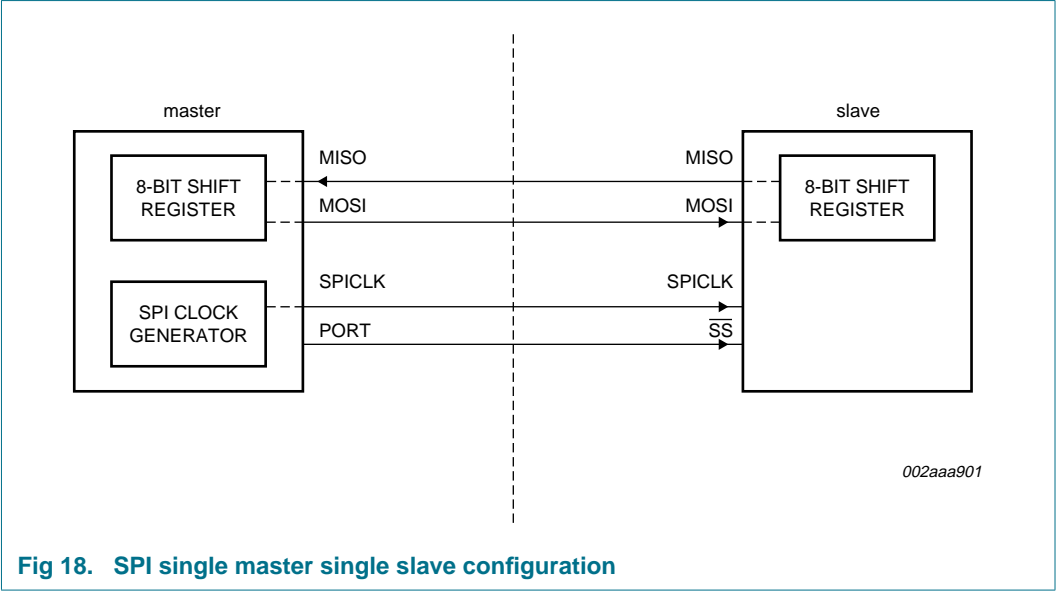 master
slave
MISO
MISO
8-BIT SHIFT
REGISTER
8-BIT SHIFT
REGISTER
MOSI
MOSI
SPICLK
SPICLK
SPI CLOCK
GENERATOR
PORT
S̅S̅
002aaa901
Fig 18. SPI single master single slave configuration